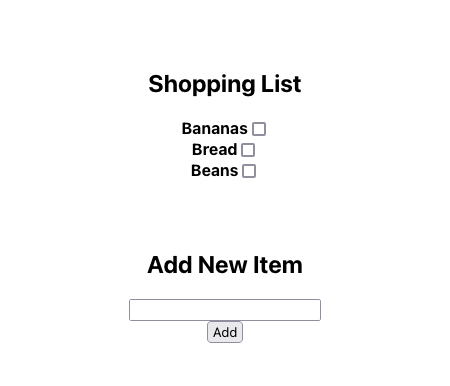 Shopping List
Bananas
Bread
Beans
Add New Item
Add